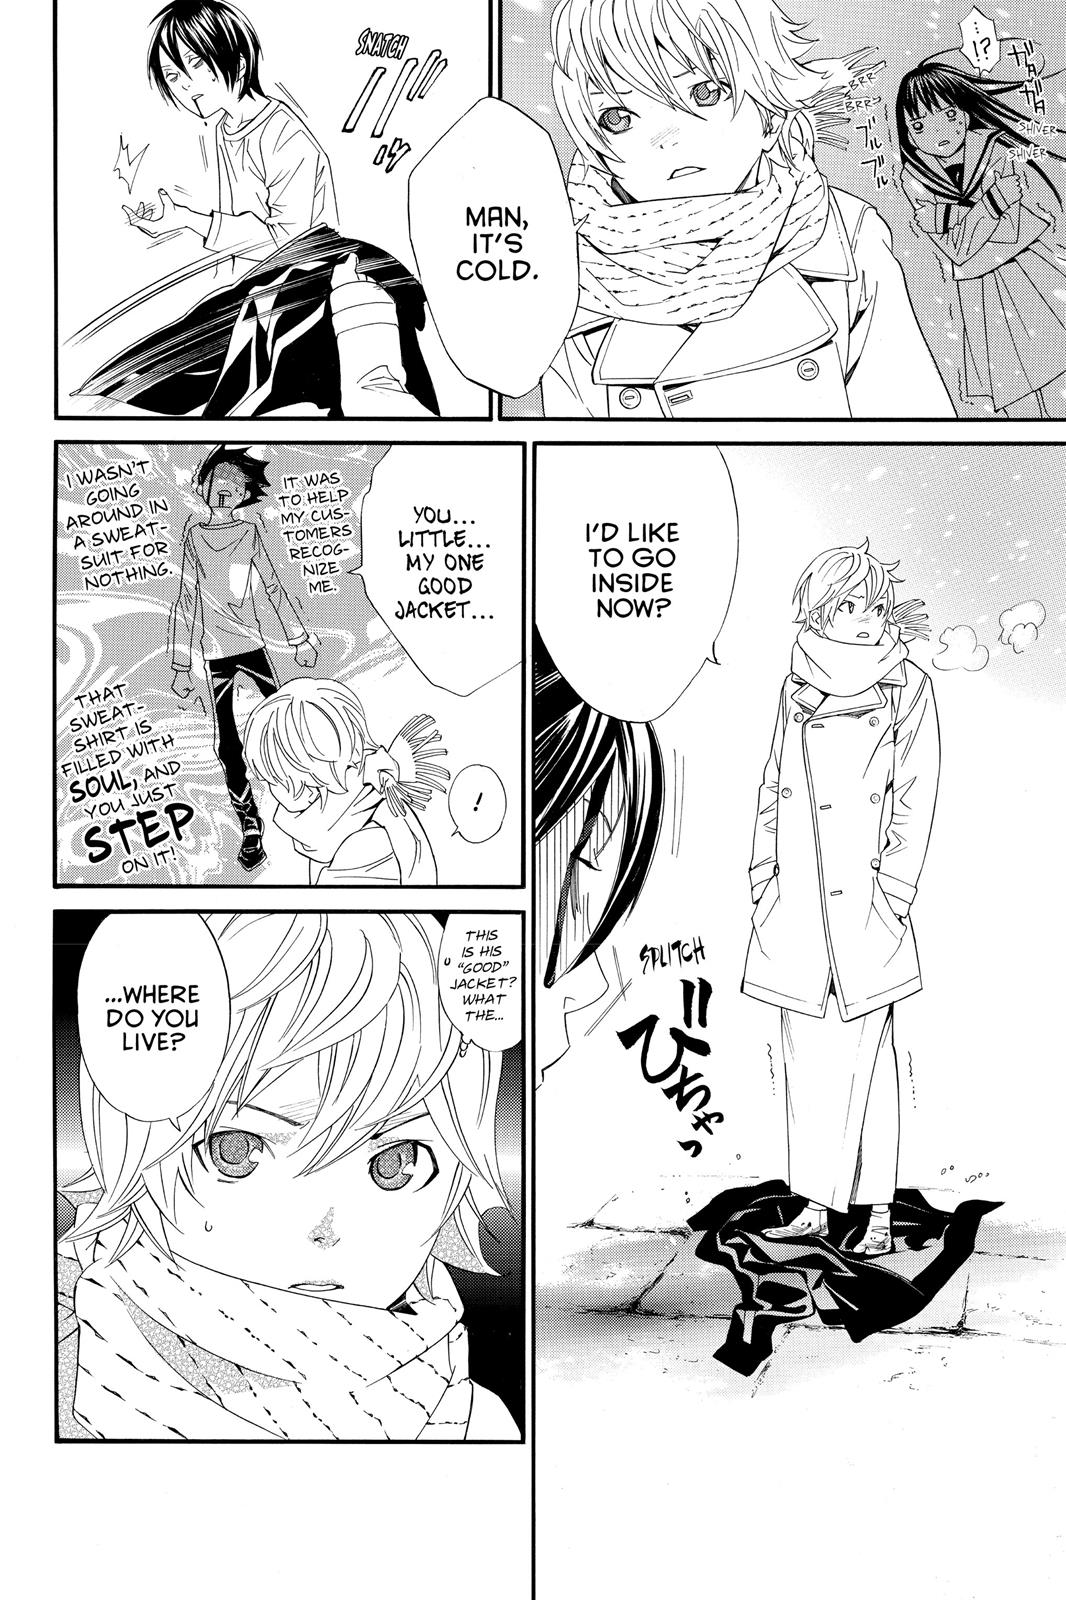 ...!?
ガタ
ガタ
SHIVER
SHIVER
BRR
BRR
ブル
ブル
MAN,
IT'S
COLD.
SNATCH
I'D LIKE
TO GO
INSIDE
NOW?
SPLITCH
びちゃっ
YOU...
LITTLE...
MY ONE
GOOD
JACKET...
IT WAS
TO HELP
MY CUS-
TOMERS
RECOG-
NIZE
ME.
I WASN'T
GOING
AROUND IN
A SWEAT-
SUIT FOR
NOTHING.
THAT
SWEAT-
SHIRT IS
FILLED WITH
SOUL, AND
YOU JUST
STEP
ON IT!
!
THIS
IS HIS
"GOOD"
JACKET?
WHAT
THE...
...WHERE
DO YOU
LIVE?